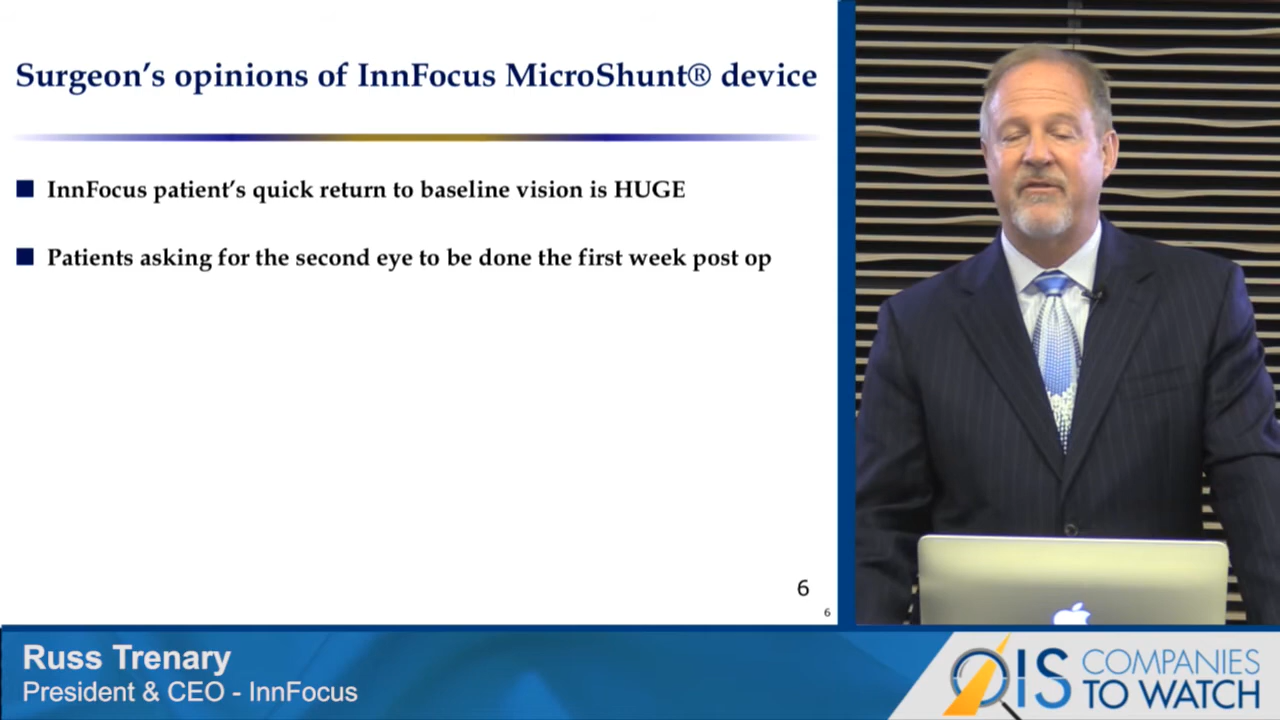 Surgeon's opinions of InnFocus MicroShunt® device
■ InnFocus patient's quick return to baseline vision is HUGE
■ Patients asking for the second eye to be done the first week post op
6
6
Russ Trenary
President & CEO - InnFocus
OIS COMPANIES
TO WATCH